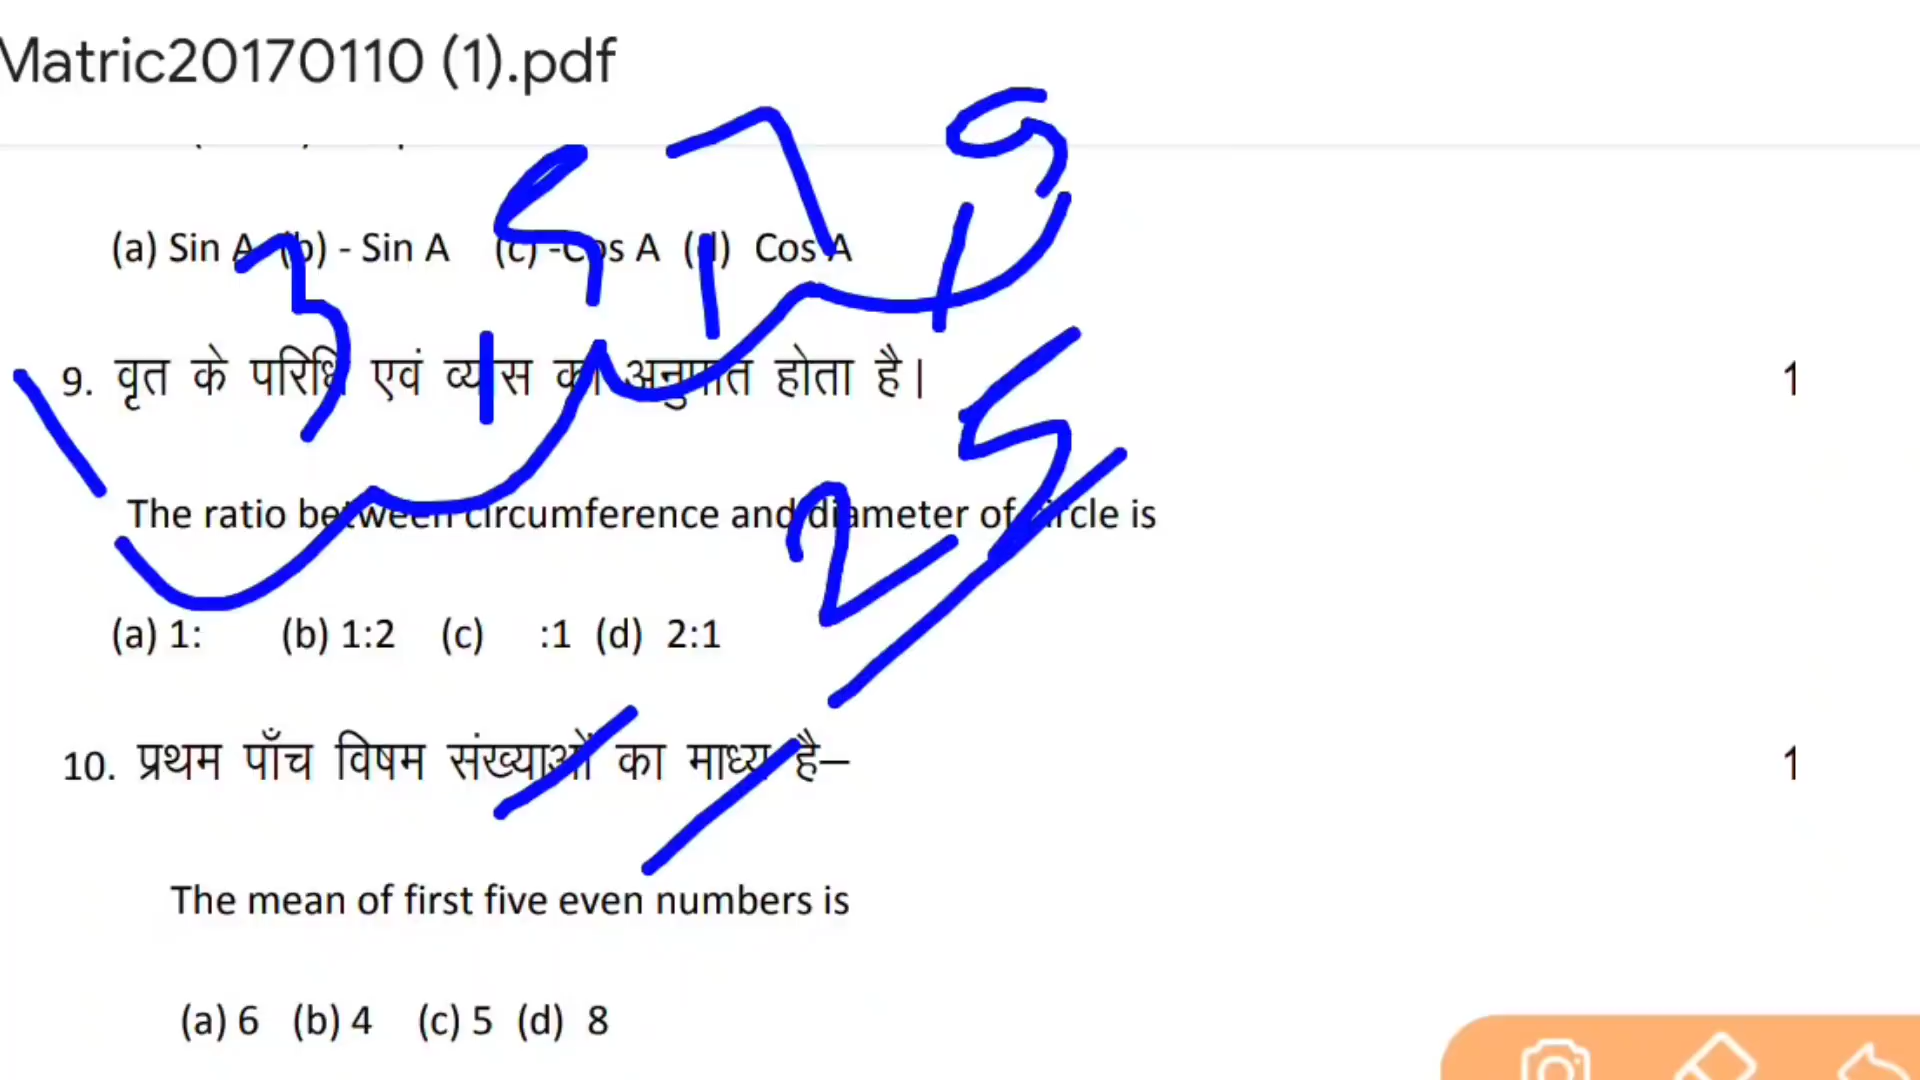 Matric20170110 (1).pdf
(a) Sin A (b) - Sin A (c) -Cos A (d) Cos A
9. वृत के परिधि एवं व्यास का अनुपात होता है। 1
The ratio between circumference and diameter of circle is
(a) 1: (b) 1:2 (c) :1 (d) 2:1
10. प्रथम पाँच विषम संख्याओं का माध्य है– 1
The mean of first five even numbers is
(a) 6 (b) 4 (c) 5 (d) 8
1 3 5 7 9
25